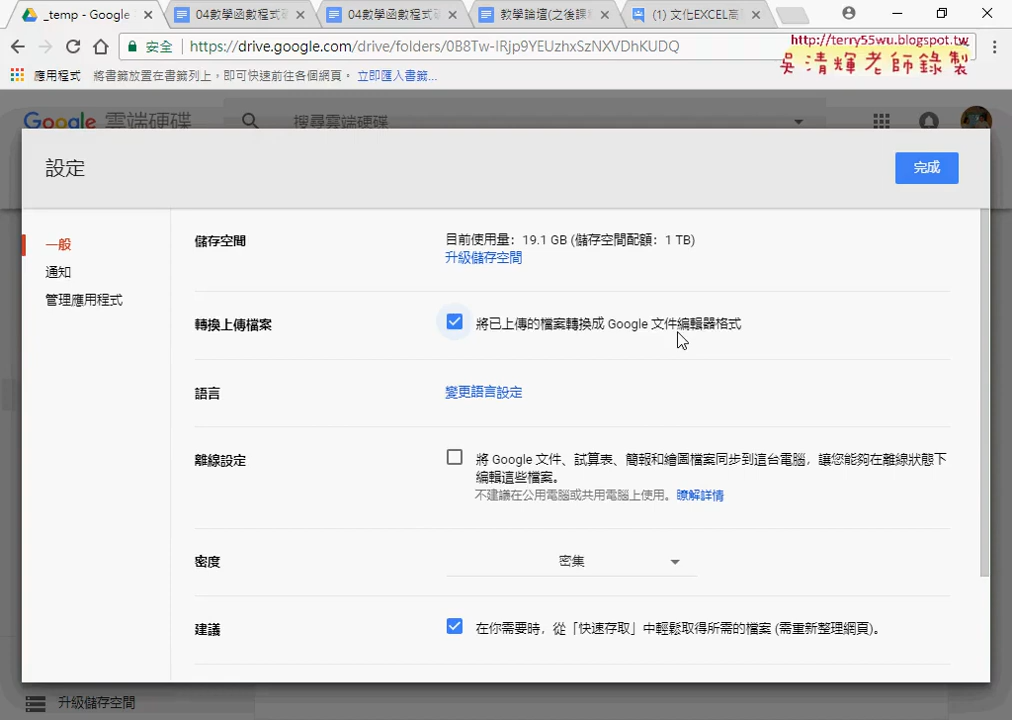 _temp - Google
04數學函數程式
04數學函數程式
教學論壇(之後課
(1) 文化EXCEL高
安全
https://drive.google.com/drive/folders/0B8Tw-IRjp9YEUzhxSzNXVDhKUDQ
http://terry55wu.blogspot.tw
吳清輝老師錄製
應用程式
將書籤放置在書籤列上，即可快速前往各個網頁。
立即匯入書籤...
Google 雲端硬碟
搜尋雲端硬碟
設定
完成
一般
通知
管理應用程式
儲存空間
目前使用量：19.1 GB (儲存空間配額：1 TB)
升級儲存空間
轉換上傳檔案
將已上傳的檔案轉換成 Google 文件編輯器格式
語言
變更語言設定
離線設定
將 Google 文件、試算表、簡報和繪圖檔案同步到這台電腦，讓您能夠在離線狀態下
編輯這些檔案。
不建議在公用電腦或共用電腦上使用。瞭解詳情
密度
密集
建議
在你需要時，從「快速存取」中輕鬆取得所需的檔案 (需重新整理網頁)。
升級儲存空間